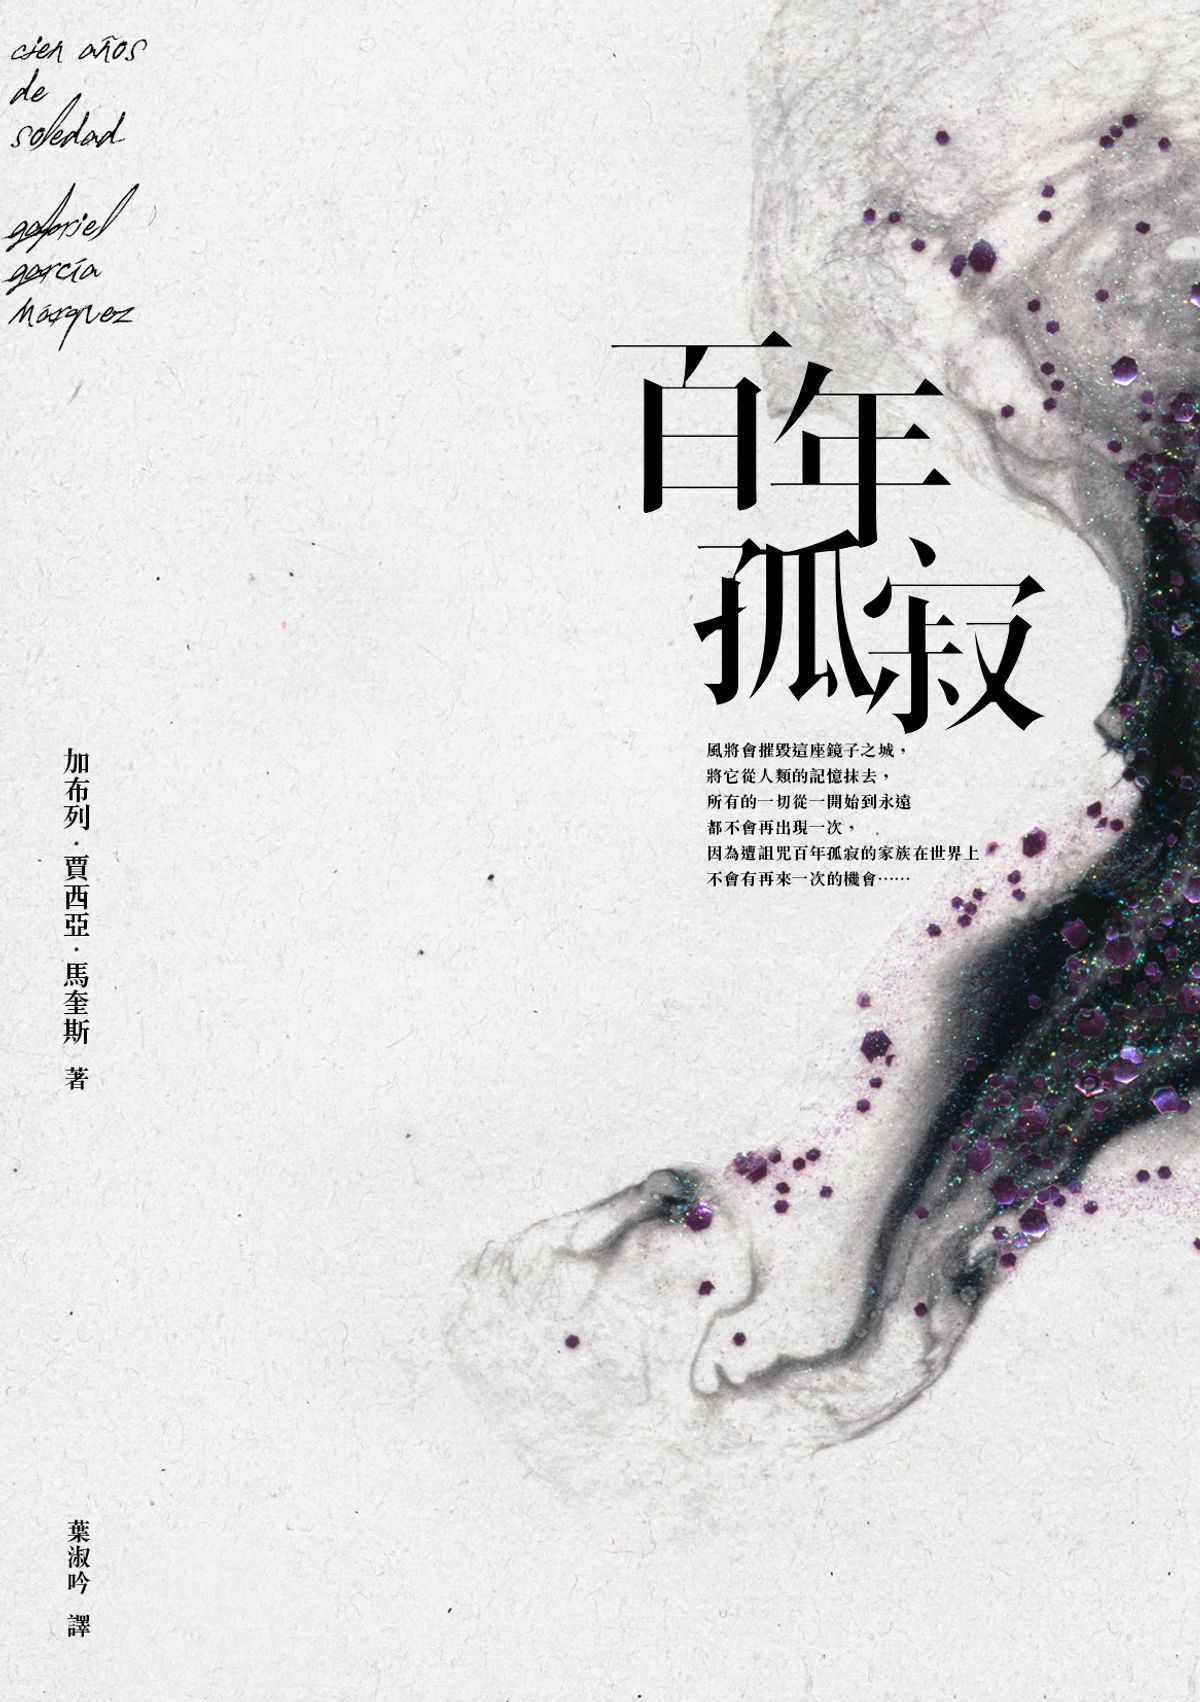 cien años
de
soledad
gabriel
garcía
márquez
百年
孤寂
風將會摧毀這座鏡子之城，
將它從人類的記憶抹去，
所有的一切從一開始到永遠
都不會再出現一次，
因為遭詛咒百年孤寂的家族在世界上
不會有再來一次的機會⋯⋯
加布列·賈西亞·馬奎斯 著
葉淑吟 譯